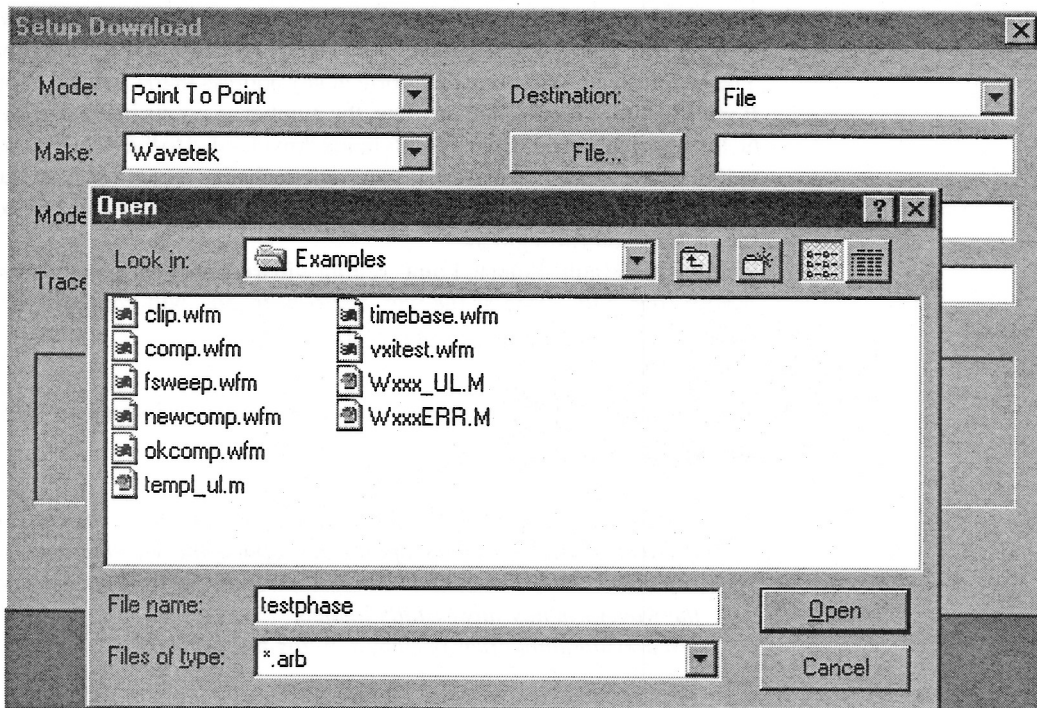 Setup Download
Mode: Point To Point Destination: File
Make: Wavetek File...
Mode
Trace
Open
Look in: Examples
clip.wfm timebase.wfm
comp.wfm vxitest.wfm
fsweep.wfm Wxxx_UL.M
newcomp.wfm WxxxERR.M
okcomp.wfm
templ_ul.m
File name: testphase Open
Files of type: *.arb Cancel